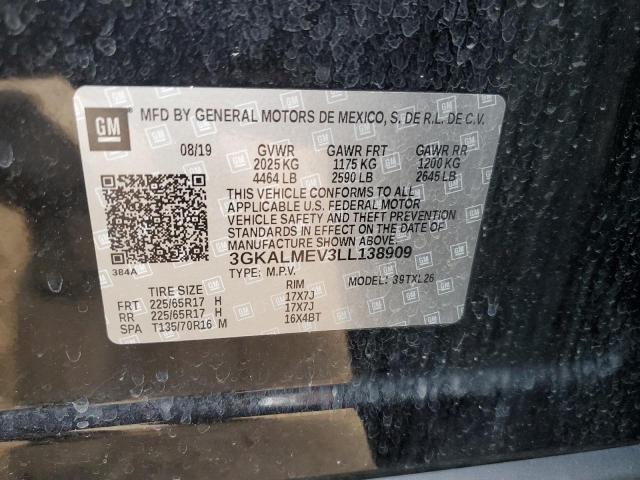 GM MFD BY GENERAL MOTORS DE MEXICO, S. DE R.L. DE C.V.
08/19 GVWR GAWR FRT GAWR RR
2025 KG 1175 KG 1200 KG
4464 LB 2590 LB 2645 LB
THIS VEHICLE CONFORMS TO ALL
APPLICABLE U.S. FEDERAL MOTOR
VEHICLE SAFETY AND THEFT PREVENTION
STANDARDS IN EFFECT ON THE DATE OF
MANUFACTURE SHOWN ABOVE.
384A 3GKALMEV3LL138909
TYPE: M.P.V. MODEL: 39TXL26
TIRE SIZE RIM
FRT 225/65R17 H 17X7J
RR 225/65R17 H 17X7J
SPA T135/70R16 M 16X4BT